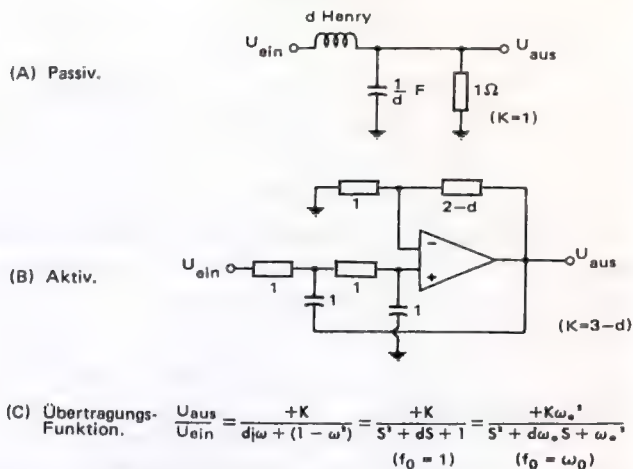 d Henry
U_ein
U_aus
(A) Passiv.
1/d F
1Ω
(K=1)
1
2−d
−
+
(B) Aktiv.
U_ein
1
1
1
1
U_aus
(K=3−d)
(C) Übertragungs-Funktion. U_aus/U_ein = +K/(djω + (1 − ω²)) = +K/(S² + dS + 1) = +Kω₀²/(S² + dω₀S + ω₀²)
(f₀ = 1) (f₀ = ω₀)